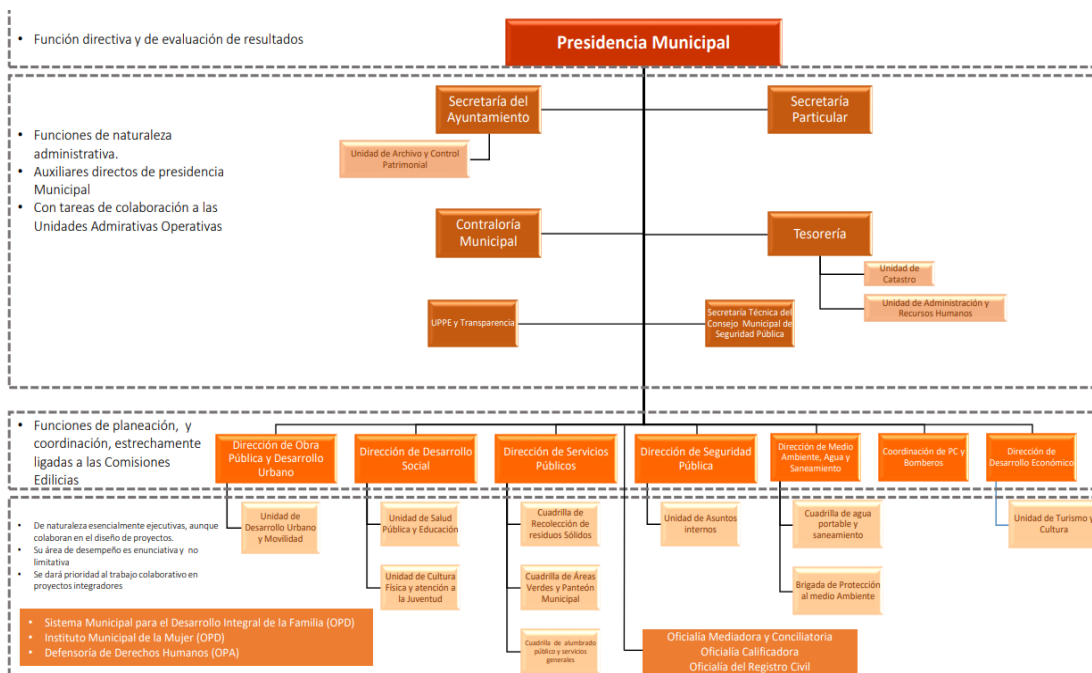 • Función directiva y de evaluación de resultados
Presidencia Municipal
• Funciones de naturaleza
administrativa.
• Auxiliares directos de presidencia
Municipal
• Con tareas de colaboración a las
Unidades Admirativas Operativas
Secretaría del
Ayuntamiento
Secretaría
Particular
Unidad de Archivo y Control
Patrimonial
Contraloría
Municipal
Tesorería
Unidad de
Catastro
Unidad de Administración y
Recursos Humanos
UPPE y Transparencia
Secretaría Técnica del
Consejo Municipal de
Seguridad Pública
• Funciones de planeación, y
coordinación, estrechamente
ligadas a las Comisiones
Edilicias
Dirección de Obra
Pública y Desarrollo
Urbano
Dirección de Desarrollo
Social
Dirección de Servicios
Públicos
Dirección de Seguridad
Pública
Dirección de Medio
Ambiente, Agua y
Saneamiento
Coordinación de PC y
Bomberos
Dirección de
Desarrollo Económico
• De naturaleza esencialmente ejecutivas, aunque
colaboran en el diseño de proyectos.
• Su área de desempeño es enunciativa y no
limitativa
• Se dará prioridad al trabajo colaborativo en
proyectos integradores
Unidad de
Desarrollo Urbano
y Movilidad
Unidad de Salud
Pública y Educación
Unidad de Cultura
Física y atención a
la Juventud
Cuadrilla de
Recolección de
residuos Sólidos
Cuadrilla de Áreas
Verdes y Panteón
Municipal
Cuadrilla de alumbrado
público y servicios
generales
Unidad de Asuntos
internos
Cuadrilla de agua
portable y
saneamiento
Brigada de Protección
al medio Ambiente
Unidad de Turismo y
Cultura
• Sistema Municipal para el Desarrollo Integral de la Familia (OPD)
• Instituto Municipal de la Mujer (OPD)
• Defensoría de Derechos Humanos (OPA)
Oficialía Mediadora y Conciliatoria
Oficialía Calificadora
Oficialía del Registro Civil